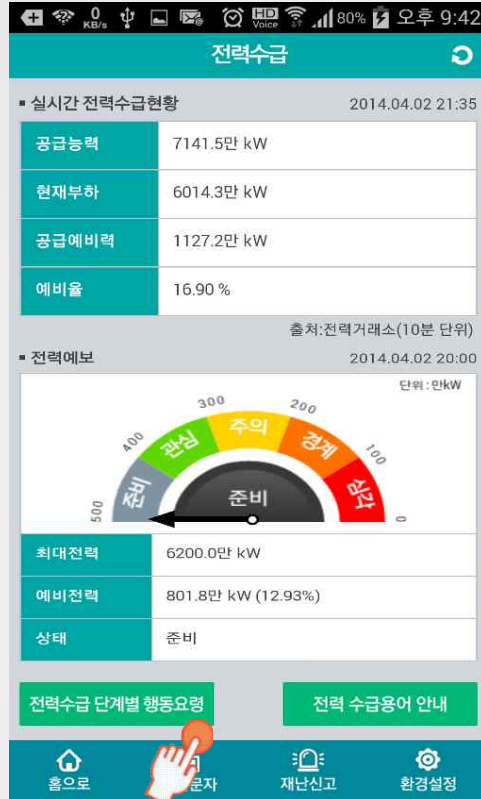 0 KB/s HD Voice 80% 오후 9:42
전력수급
실시간 전력수급현황 2014.04.02 21:35
공급능력 7141.5만 kW
현재부하 6014.3만 kW
공급예비력 1127.2만 kW
예비율 16.90 %
출처:전력거래소(10분 단위)
전력예보 2014.04.02 20:00
단위:만kW
500 400 300 200 100 0
준비 관심 주의 경계 심각
준비
최대전력 6200.0만 kW
예비전력 801.8만 kW (12.93%)
상태 준비
전력수급 단계별 행동요령 전력 수급용어 안내
홈으로 문자 재난신고 환경설정